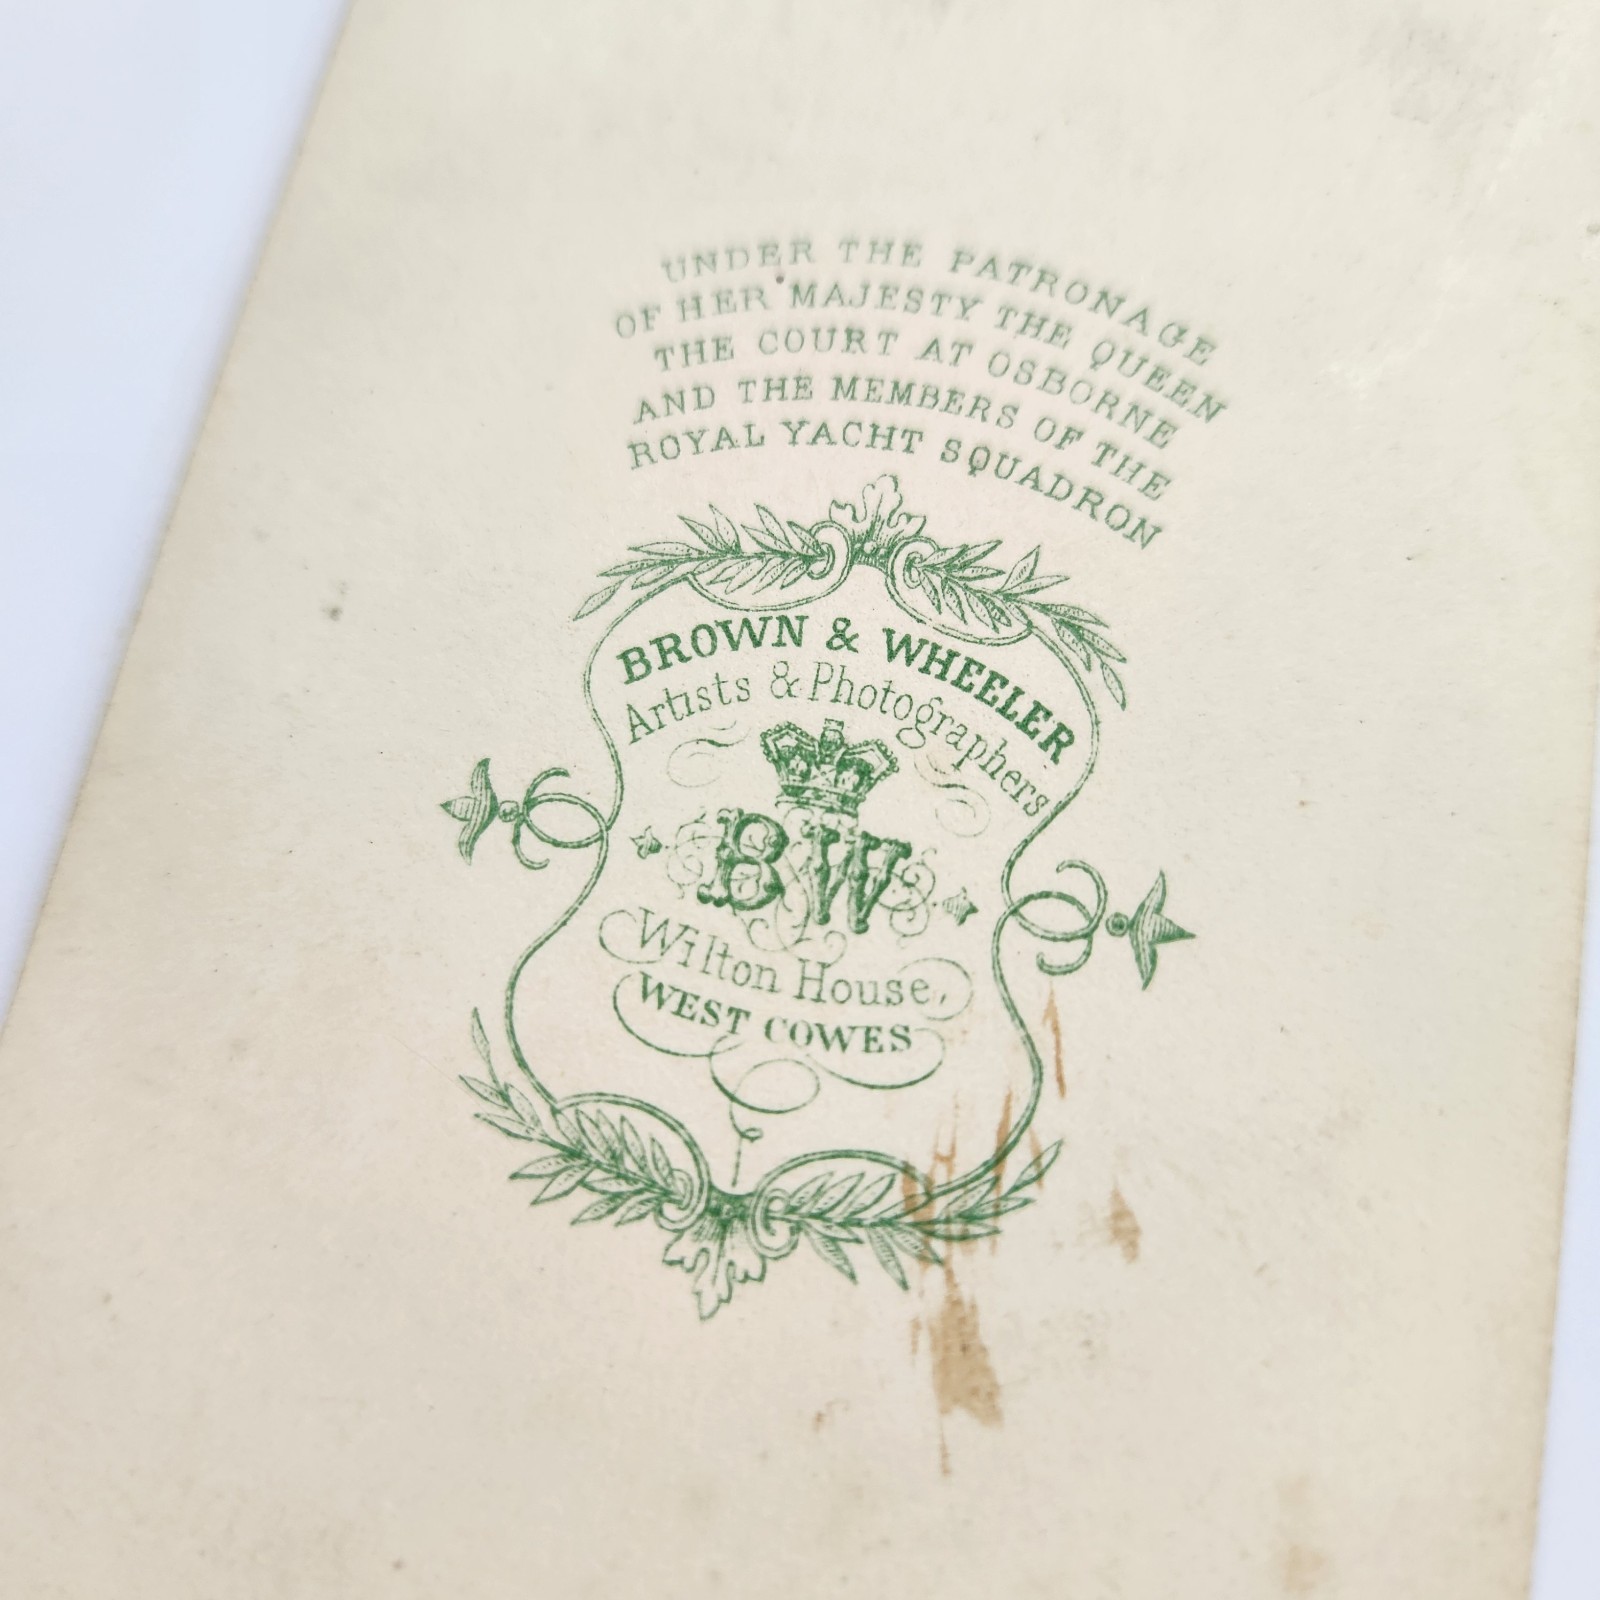 UNDER THE PATRONAGE
OF HER MAJESTY THE QUEEN
THE COURT AT OSBORNE
AND THE MEMBERS OF THE
ROYAL YACHT SQUADRON
BROWN & WHEELER
Artists & Photographers
BW
Wilton House,
WEST COWES